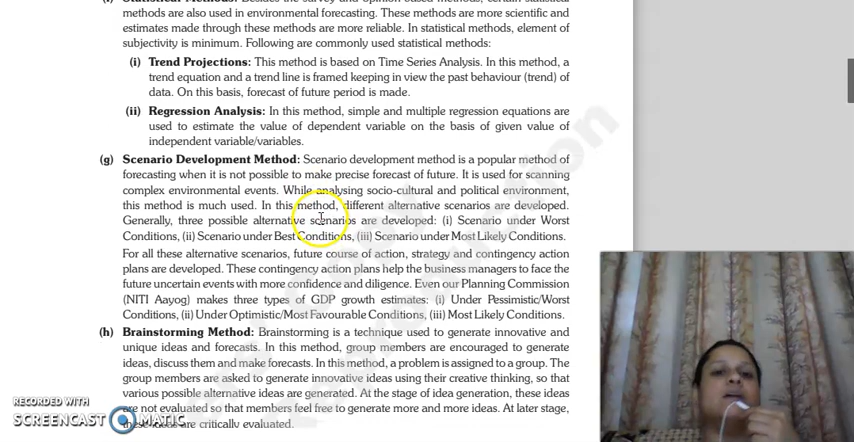 Statistical Methods: Besides the survey and opinion based methods, certain statistical
methods are also used in environmental forecasting. These methods are more scientific and
estimates made through these methods are more reliable. In statistical methods, element of
subjectivity is minimum. Following are commonly used statistical methods:
(i) Trend Projections: This method is based on Time Series Analysis. In this method, a
trend equation and a trend line is framed keeping in view the past behaviour (trend) of
data. On this basis, forecast of future period is made.
(ii) Regression Analysis: In this method, simple and multiple regression equations are
used to estimate the value of dependent variable on the basis of given value of
independent variable/variables.
(g) Scenario Development Method: Scenario development method is a popular method of
forecasting when it is not possible to make precise forecast of future. It is used for scanning
complex environmental events. While analysing socio-cultural and political environment,
this method is much used. In this method, different alternative scenarios are developed.
Generally, three possible alternative scenarios are developed: (i) Scenario under Worst
Conditions, (ii) Scenario under Best Conditions, (iii) Scenario under Most Likely Conditions.
For all these alternative scenarios, future course of action, strategy and contingency action
plans are developed. These contingency action plans help the business managers to face the
future uncertain events with more confidence and diligence. Even our Planning Commission
(NITI Aayog) makes three types of GDP growth estimates: (i) Under Pessimistic/Worst
Conditions, (ii) Under Optimistic/Most Favourable Conditions, (iii) Most Likely Conditions.
(h) Brainstorming Method: Brainstorming is a technique used to generate innovative and
unique ideas and forecasts. In this method, group members are encouraged to generate
ideas, discuss them and make forecasts. In this method, a problem is assigned to a group. The
group members are asked to generate innovative ideas using their creative thinking, so that
various possible alternative ideas are generated. At the stage of idea generation, these ideas
are not evaluated so that members feel free to generate more and more ideas. At later stage,
these ideas are critically evaluated.
RECORDED WITH
SCREENCAST MATIC